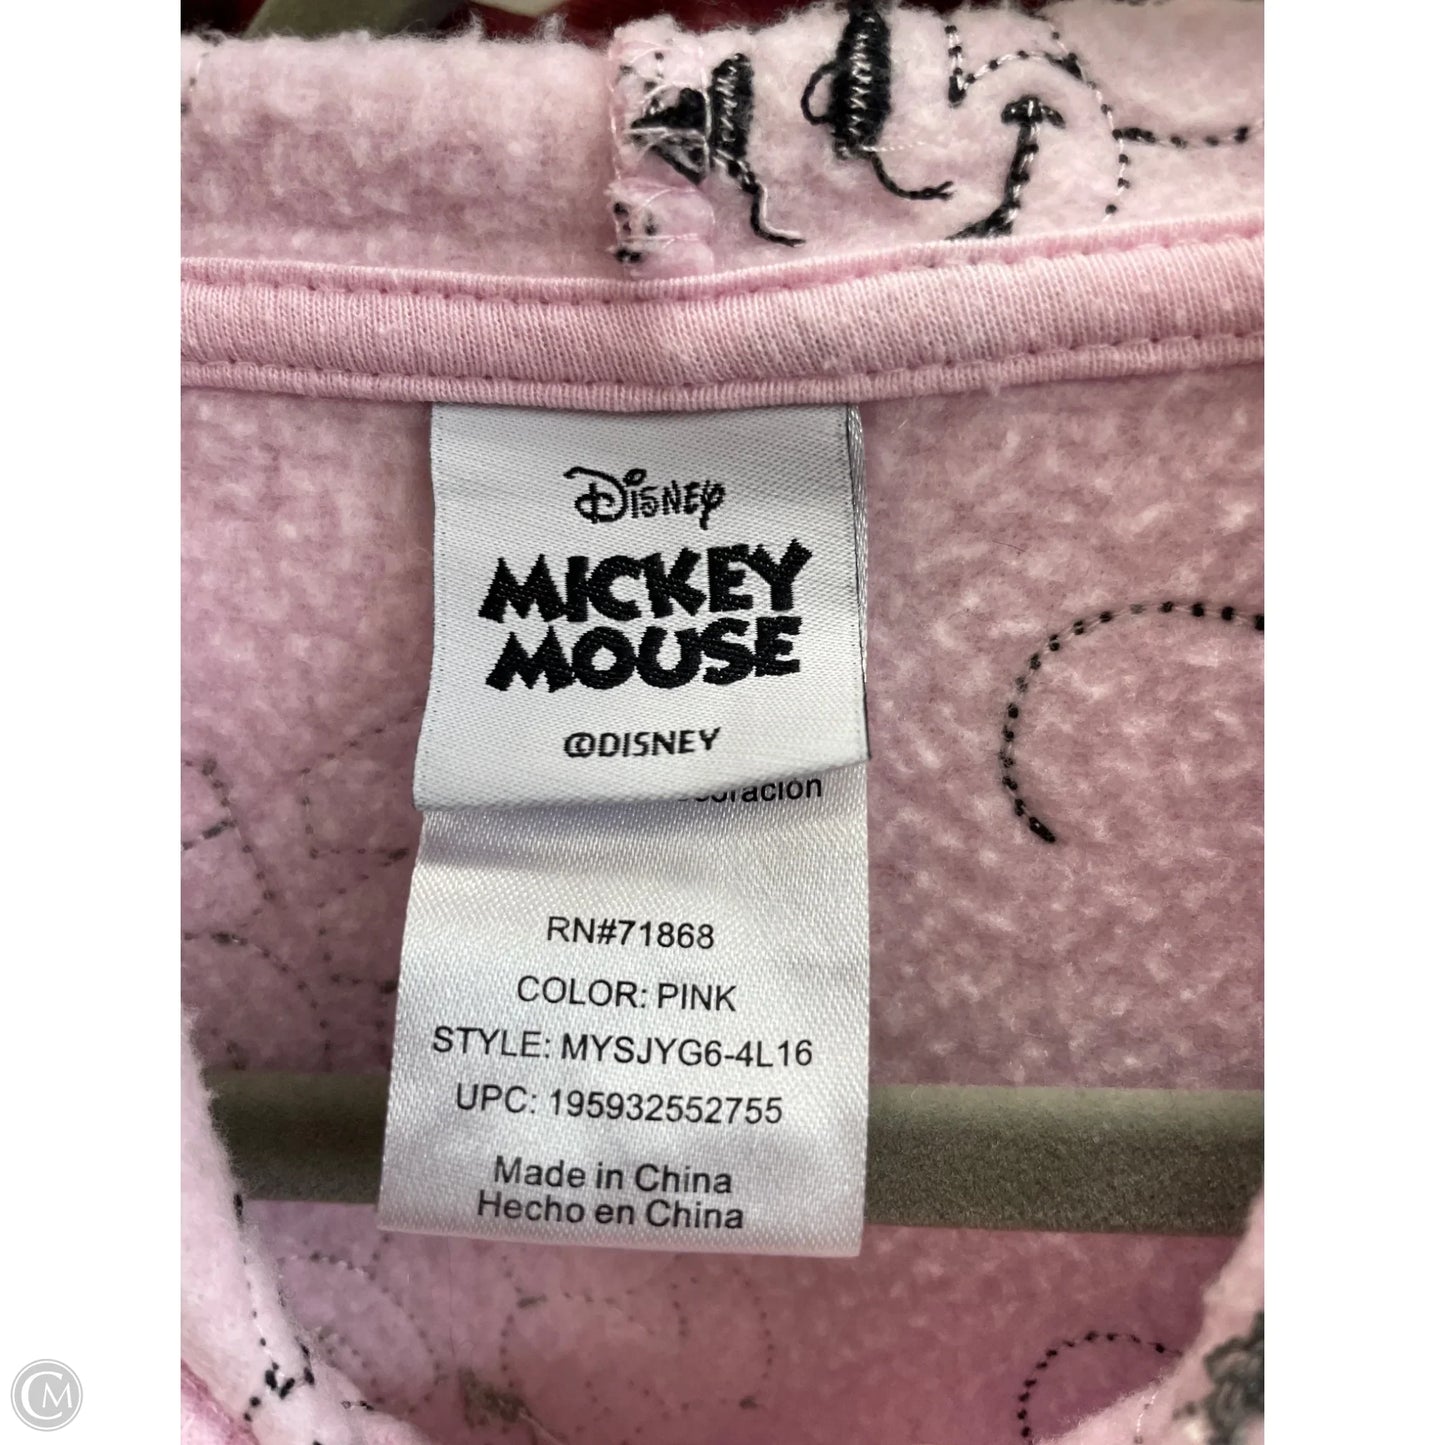 Disney
MICKEY
MOUSE
©DISNEY
RN#71868
COLOR: PINK
STYLE: MYSJYG6-4L16
UPC: 195932552755
Made in China
Hecho en China
CM